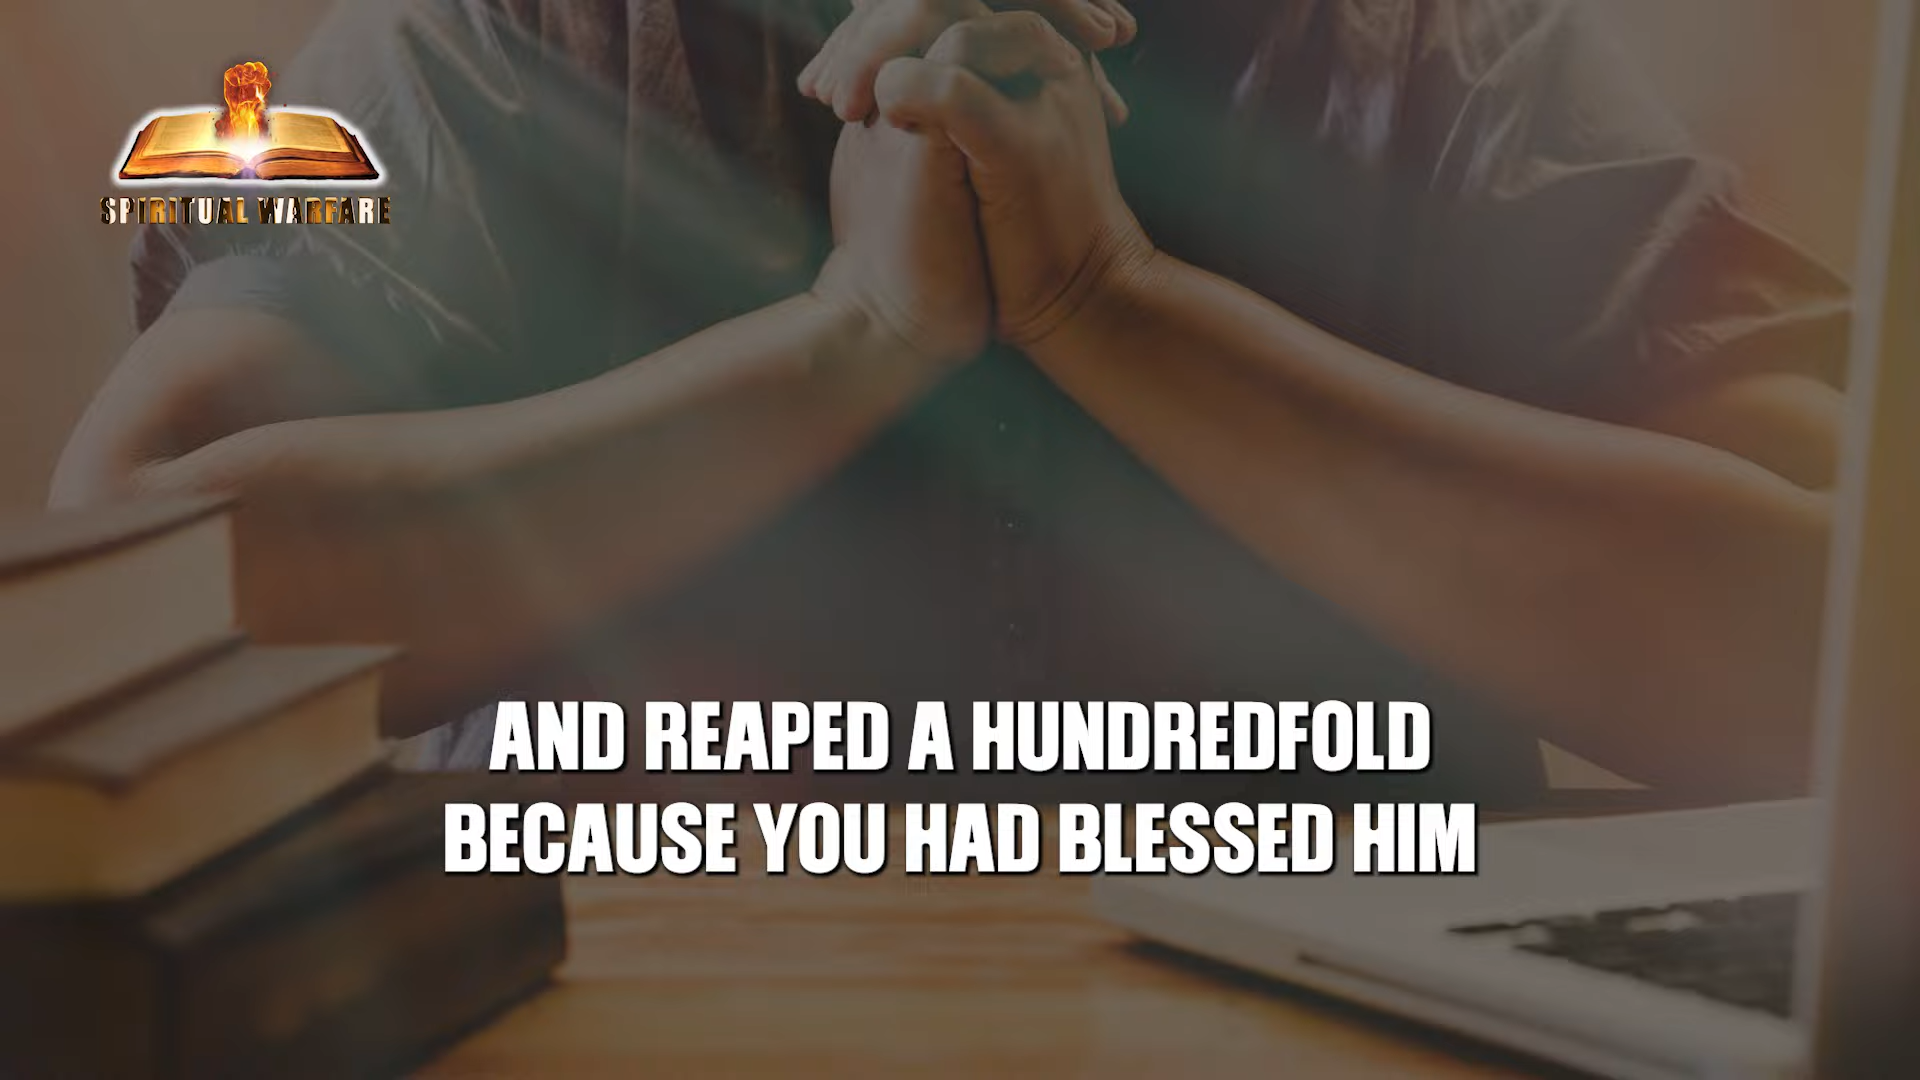 SPIRITUAL WARFARE
AND REAPED A HUNDREDFOLD
BECAUSE YOU HAD BLESSED HIM